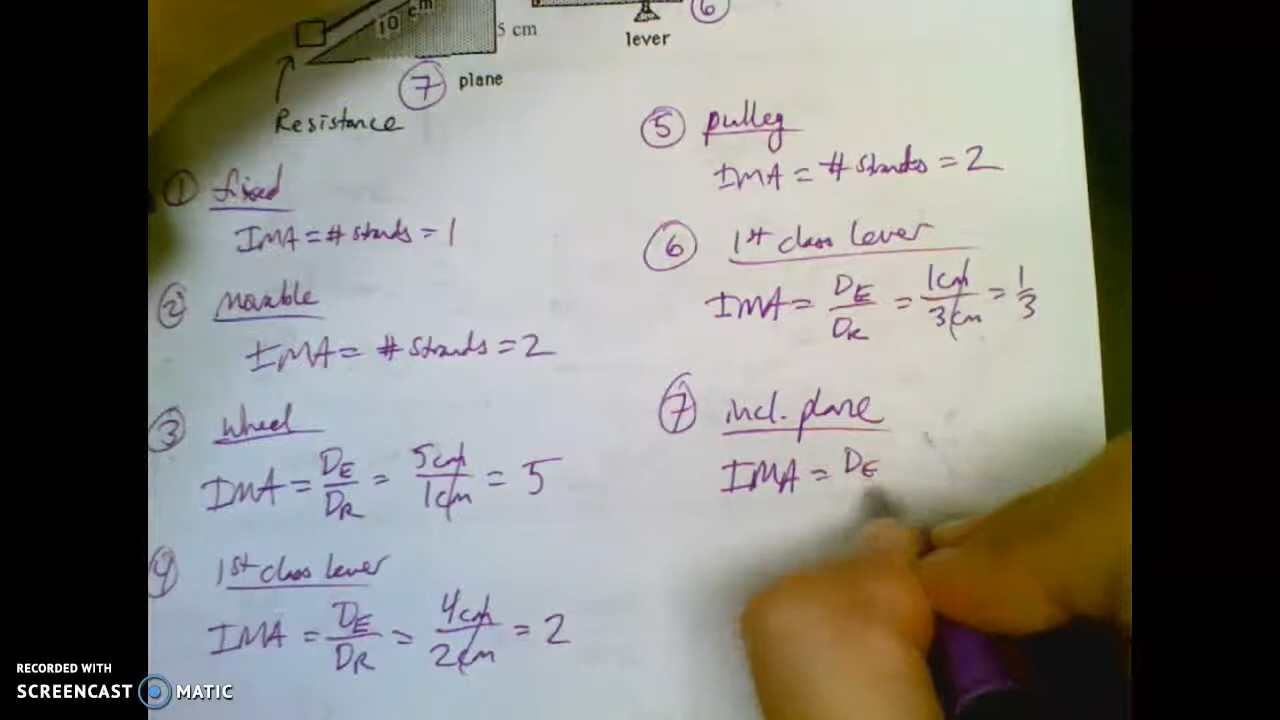 10 cm
5 cm
6
lever
7 plane
Resistance
1 fixed
IMA = # strands = 1
2 movable
IMA = # strands = 2
3 wheel
IMA = DE/DR = 5cm/1cm = 5
4 1st class lever
IMA = DE/DR = 4cm/2cm = 2
5 pulley
IMA = # strands = 2
6 1st class lever
IMA = DE/DR = 1cm/3cm = 1/3
7 incl. plane
IMA = DE
RECORDED WITH
SCREENCAST MATIC